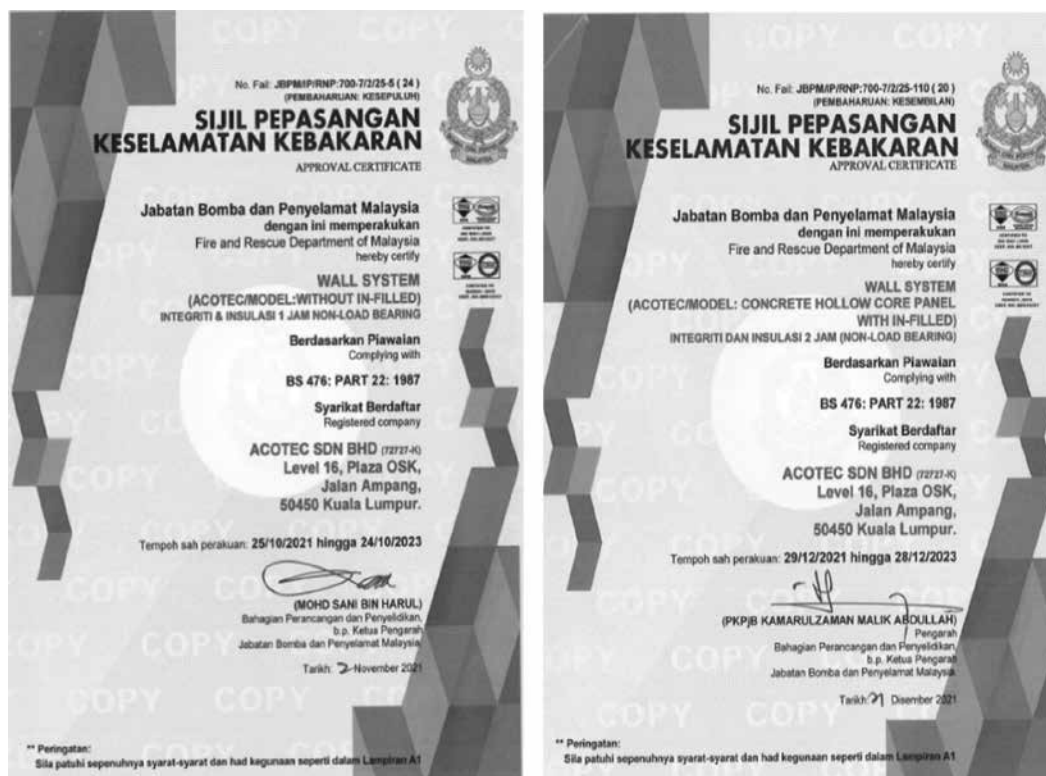 No. Fail: JBPM/IP/RNP:700-7/2/25-5 ( 24 )
(PEMBAHARUAN: KESEPULUH)
SIJIL PEPASANGAN
KESELAMATAN KEBAKARAN
APPROVAL CERTIFICATE
Jabatan Bomba dan Penyelamat Malaysia
dengan ini memperakukan
Fire and Rescue Department of Malaysia
hereby certify
WALL SYSTEM
(ACOTEC/MODEL:WITHOUT IN-FILLED)
INTEGRITI & INSULASI 1 JAM NON-LOAD BEARING
Berdasarkan Piawaian
Complying with
BS 476: PART 22: 1987
Syarikat Berdaftar
Registered company
ACOTEC SDN BHD (72727-K)
Level 16, Plaza OSK,
Jalan Ampang,
50450 Kuala Lumpur.
Tempoh sah perakuan: 25/10/2021 hingga 24/10/2023
(MOHD SANI BIN HARUL)
Bahagian Perancangan dan Penyelidikan,
b.p. Ketua Pengarah
Jabatan Bomba dan Penyelamat Malaysia
Tarikh: 2 November 2021
** Peringatan:
Sila patuhi sepenuhnya syarat-syarat dan had kegunaan seperti dalam Lampiran A1
No. Fail: JBPM/IP/RNP:700-7/2/25-110 ( 20 )
(PEMBAHARUAN: KESEMBILAN)
SIJIL PEPASANGAN
KESELAMATAN KEBAKARAN
APPROVAL CERTIFICATE
Jabatan Bomba dan Penyelamat Malaysia
dengan ini memperakukan
Fire and Rescue Department of Malaysia
hereby certify
WALL SYSTEM
(ACOTEC/MODEL: CONCRETE HOLLOW CORE PANEL
WITH IN-FILLED)
INTEGRITI DAN INSULASI 2 JAM (NON-LOAD BEARING)
Berdasarkan Piawaian
Complying with
BS 476: PART 22: 1987
Syarikat Berdaftar
Registered company
ACOTEC SDN BHD (72727-K)
Level 16, Plaza OSK,
Jalan Ampang,
50450 Kuala Lumpur.
Tempoh sah perakuan: 29/12/2021 hingga 28/12/2023
(PKPjB KAMARULZAMAN MALIK ABDULLAH)
Pengarah
Bahagian Perancangan dan Penyelidikan,
b.p. Ketua Pengarah
Jabatan Bomba dan Penyelamat Malaysia.
Tarikh: 21 Disember 2021
** Peringatan:
Sila patuhi sepenuhnya syarat-syarat dan had kegunaan seperti dalam Lampiran A1
COPY